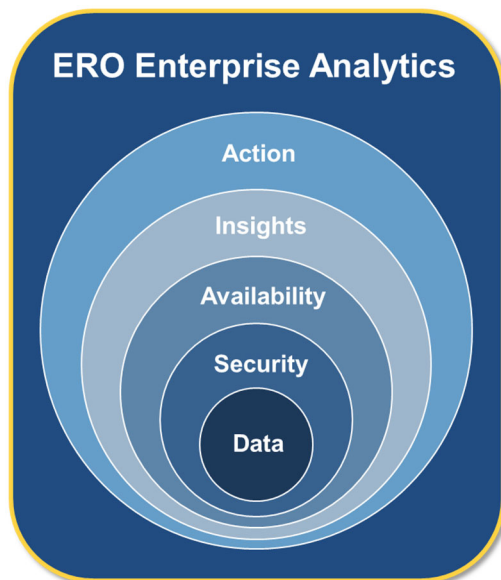 ERO Enterprise Analytics
Action
Insights
Availability
Security
Data